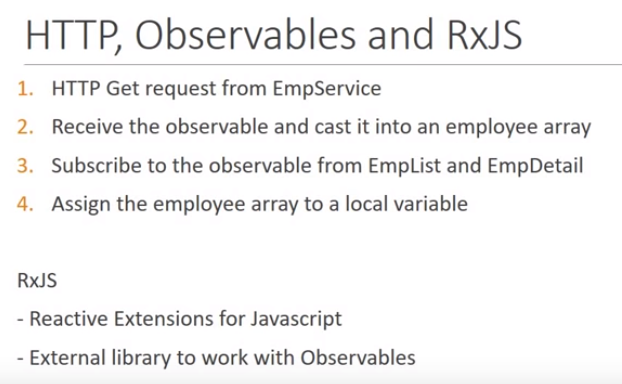 HTTP, Observables and RxJS
1. HTTP Get request from EmpService
2. Receive the observable and cast it into an employee array
3. Subscribe to the observable from EmpList and EmpDetail
4. Assign the employee array to a local variable
RxJS
- Reactive Extensions for Javascript
- External library to work with Observables